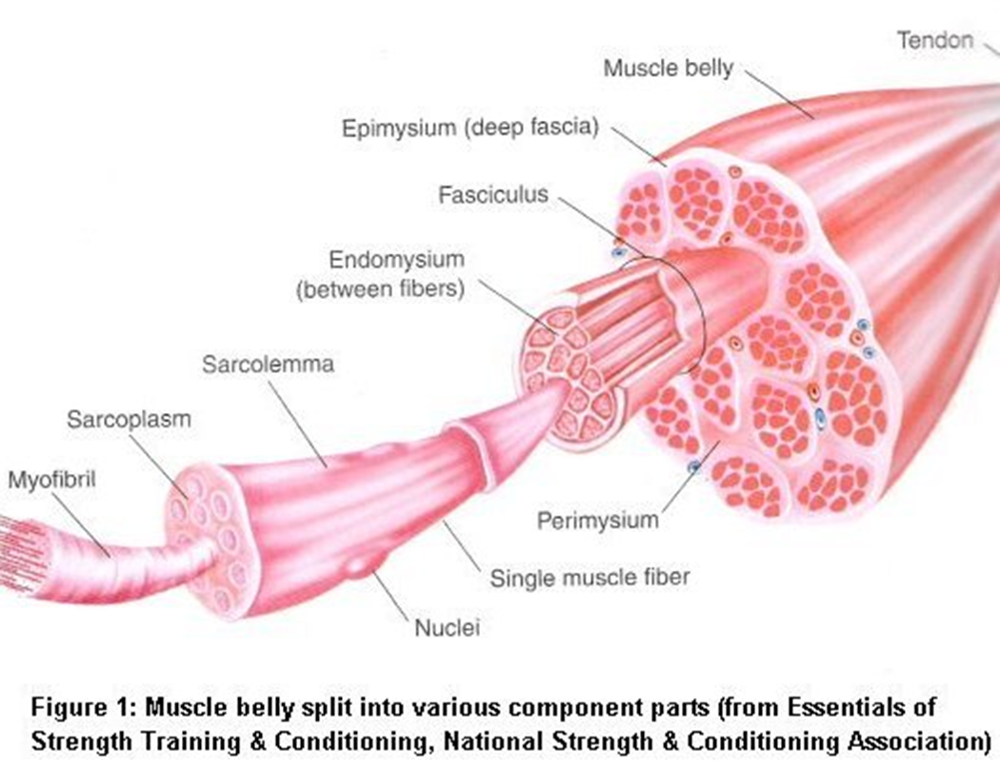 Tendon
Muscle belly
Epimysium (deep fascia)
Fasciculus
Endomysium
(between fibers)
Sarcolemma
Sarcoplasm
Myofibril
Perimysium
Single muscle fiber
Nuclei
Figure 1: Muscle belly split into various component parts (from Essentials of
Strength Training & Conditioning, National Strength & Conditioning Association)